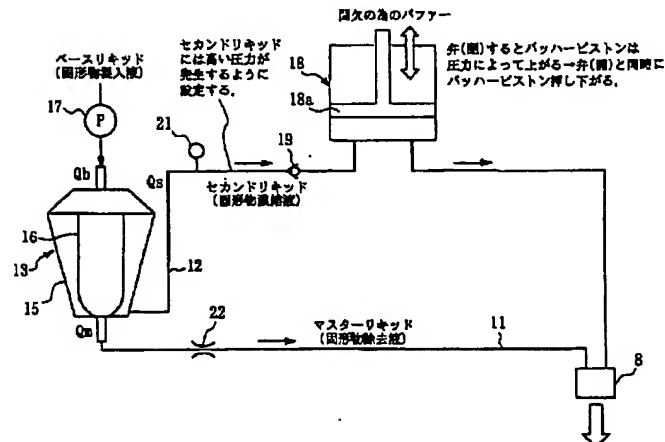 間欠の為のバファー
ベースリキッド
(固形物混入液)
セカンドリキッド
には高い圧力が
発生するように
設定する。
弁(閉)するとバッハーピストンは
圧力によって上がる→弁(開)と同時に
バッハーピストン押し下がる。
18
18a
17
P
21
19
Qb
Qs
セカンドリキッド
(固形物濃縮液)
16
13
15
12
Qm
22
マスターリキッド
(固形物除去液)
11
8